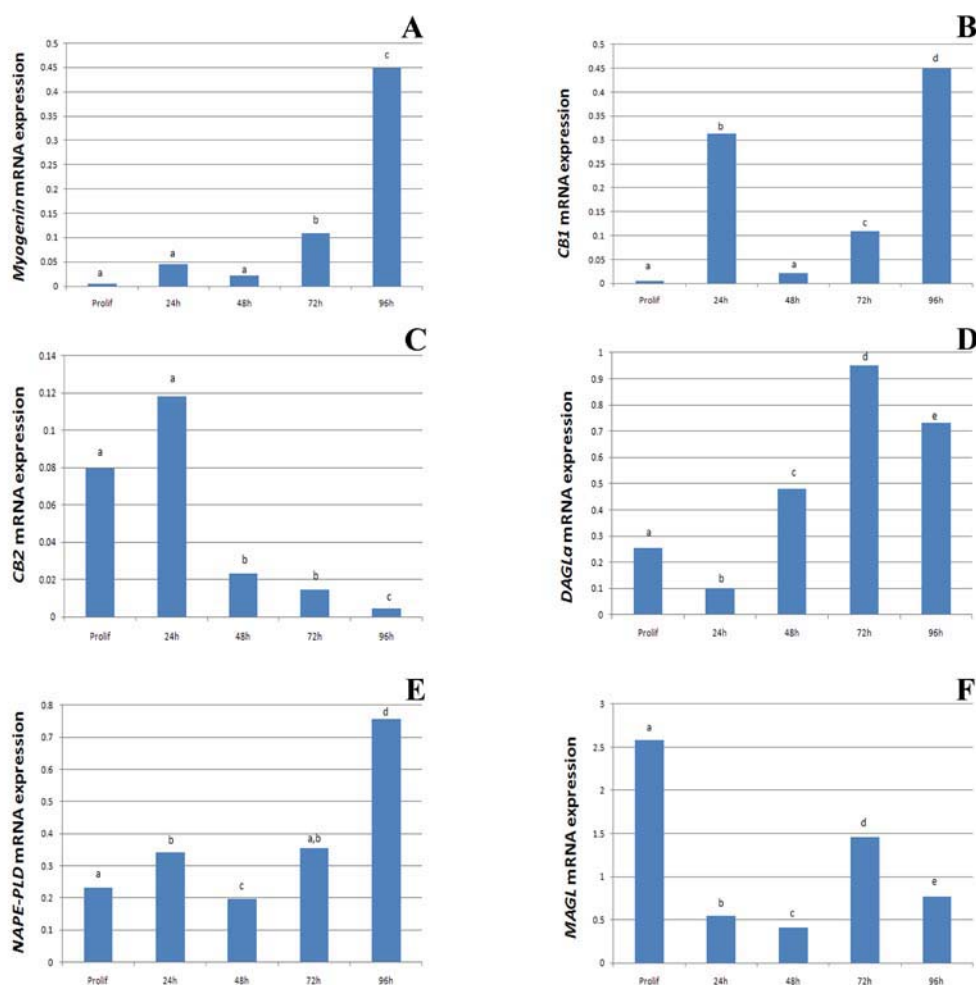 A
Myogenin mRNA expression
0.5
0.45
0.4
0.35
0.3
0.25
0.2
0.15
0.1
0.05
0
a
a
a
b
c
Prolif
24h
48h
72h
96h
B
CB1 mRNA expression
0.5
0.45
0.4
0.35
0.3
0.25
0.2
0.15
0.1
0.05
0
a
b
a
c
d
Prolif
24h
48h
72h
96h
C
CB2 mRNA expression
0.14
0.12
0.1
0.08
0.06
0.04
0.02
0
a
a
b
b
c
Prolif
24h
48h
72h
96h
D
DAGLα mRNA expression
1
0.9
0.8
0.7
0.6
0.5
0.4
0.3
0.2
0.1
0
a
b
c
d
e
Prolif
24h
48h
72h
96h
E
NAPE-PLD mRNA expression
0.8
0.7
0.6
0.5
0.4
0.3
0.2
0.1
0
a
b
c
a,b
d
Prolif
24h
48h
72h
96h
F
MAGL mRNA expression
3
2.5
2
1.5
1
0.5
0
a
b
c
d
e
Prolif
24h
48h
72h
96h